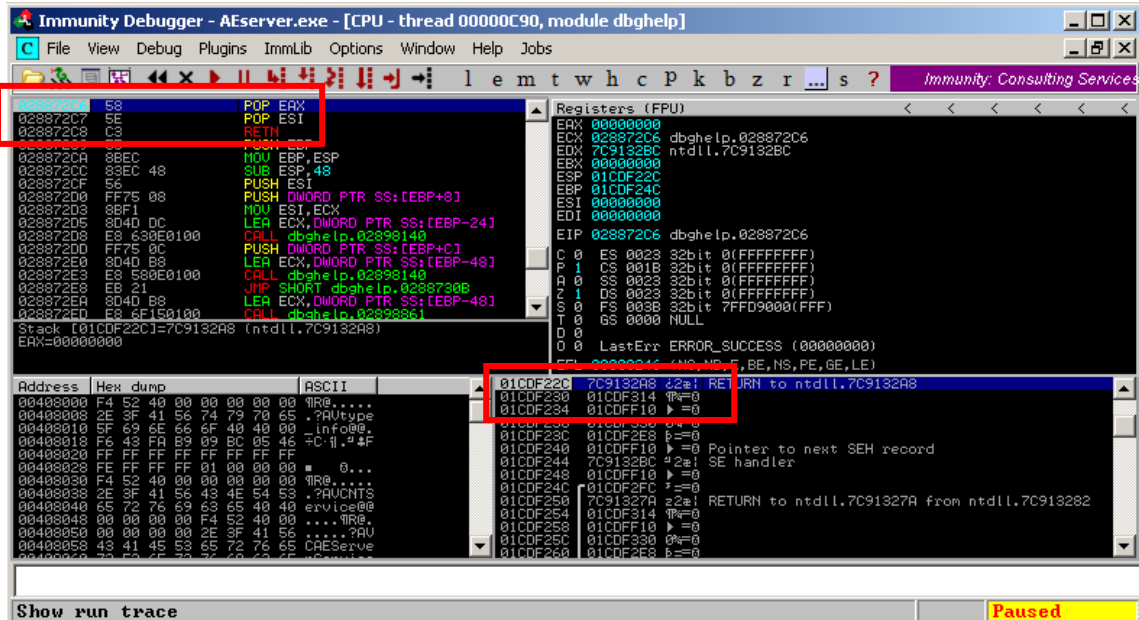 Immunity Debugger - AEserver.exe - [CPU - thread 00000C90, module dbghelp]
C File View Debug Plugins ImmLib Options Window Help Jobs
l e m t w h c P k b z r ... s ? Immunity: Consulting Services
028872C6 58 POP EAX
028872C7 5E POP ESI
028872C8 C3 RETN
PUSH EBP
028872CA 8BEC MOV EBP,ESP
028872CC 83EC 48 SUB ESP,48
028872CF 56 PUSH ESI
028872D0 FF75 08 PUSH DWORD PTR SS:[EBP+8]
028872D3 8BF1 MOV ESI,ECX
028872D5 8D4D DC LEA ECX,DWORD PTR SS:[EBP-24]
028872D8 E8 630E0100 CALL dbghelp.02898140
028872DD FF75 0C PUSH DWORD PTR SS:[EBP+C]
028872E0 8D4D B8 LEA ECX,DWORD PTR SS:[EBP-48]
028872E3 E8 580E0100 CALL dbghelp.02898140
028872E8 EB 21 JMP SHORT dbghelp.0288730B
028872EA 8D4D B8 LEA ECX,DWORD PTR SS:[EBP-48]
028872ED E8 6F150100 CALL dbghelp.02898861
Stack [01CDF22C]=7C9132A8 (ntdll.7C9132A8)
EAX=00000000
Registers (FPU) < < < < <
EAX 00000000
ECX 028872C6 dbghelp.028872C6
EDX 7C9132BC ntdll.7C9132BC
EBX 00000000
ESP 01CDF22C
EBP 01CDF24C
ESI 00000000
EDI 00000000
EIP 028872C6 dbghelp.028872C6
C 0 ES 0023 32bit 0(FFFFFFFF)
P 1 CS 001B 32bit 0(FFFFFFFF)
A 0 SS 0023 32bit 0(FFFFFFFF)
Z 1 DS 0023 32bit 0(FFFFFFFF)
S 0 FS 003B 32bit 7FFD9000(FFF)
T 0 GS 0000 NULL
D 0
O 0 LastErr ERROR_SUCCESS (00000000)
EFL 00000246 (NO,NB,E,BE,NS,PE,GE,LE)
Address Hex dump ASCII
00408000 F4 52 40 00 00 00 00 00
00408008 2E 3F 41 56 74 79 70 65 .?AVtype
00408010 5F 69 6E 66 6F 40 40 00 _info@@.
00408018 F6 43 FA B9 09 BC 05 46
00408020 FF FF FF FF FF FF FF FF
00408028 FE FF FF FF 01 00 00 00
00408030 F4 52 40 00 00 00 00 00
00408038 2E 3F 41 56 43 4E 54 53 .?AVCNTS
00408040 65 72 76 69 63 65 40 40 ervice@@
00408048 00 00 00 00 F4 52 40 00
00408050 00 00 00 00 2E 3F 41 56 .....?AV
00408058 43 41 45 53 65 72 76 65 CAEServe
01CDF22C 7C9132A8 RETURN to ntdll.7C9132A8
01CDF230 01CDF314
01CDF234 01CDFF10
01CDF23C 01CDF2E8
01CDF240 01CDFF10 Pointer to next SEH record
01CDF244 7C9132BC SE handler
01CDF248 01CDFF10
01CDF24C 01CDF2FC
01CDF250 7C91327A RETURN to ntdll.7C91327A from ntdll.7C913282
01CDF254 01CDF314
01CDF258 01CDFF10
01CDF25C 01CDF330
01CDF260 01CDF2E8
Show run trace
Paused